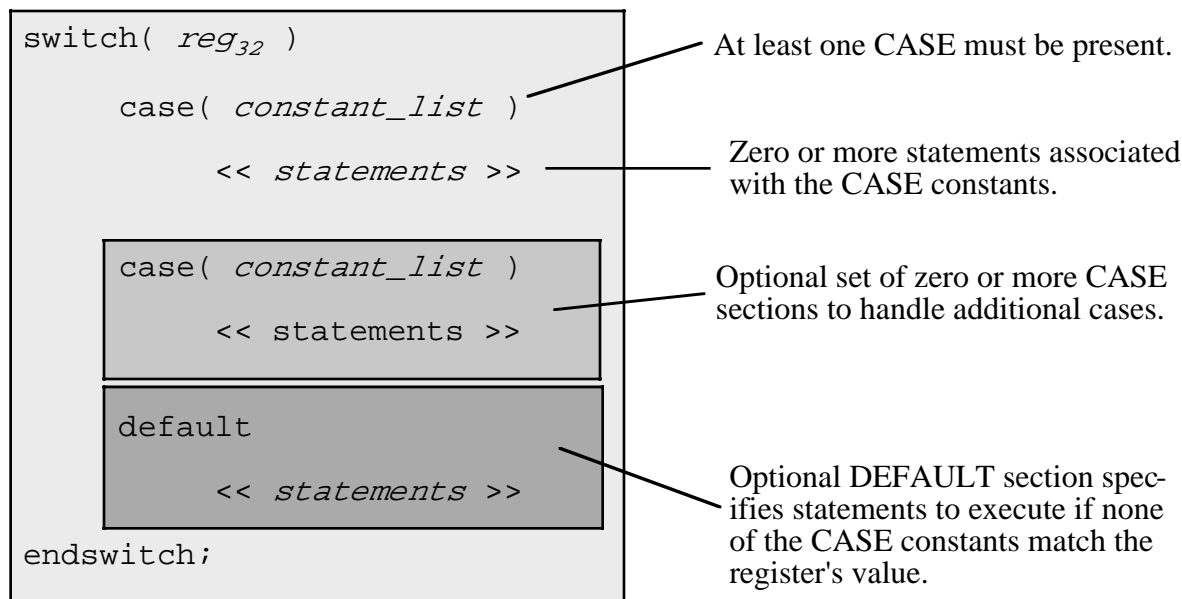 switch( reg32 )
At least one CASE must be present.
case( constant_list )
<< statements >>
Zero or more statements associated
with the CASE constants.
case( constant_list )
<< statements >>
Optional set of zero or more CASE
sections to handle additional cases.
default
<< statements >>
Optional DEFAULT section spec-
ifies statements to execute if none
of the CASE constants match the
register's value.
endswitch;